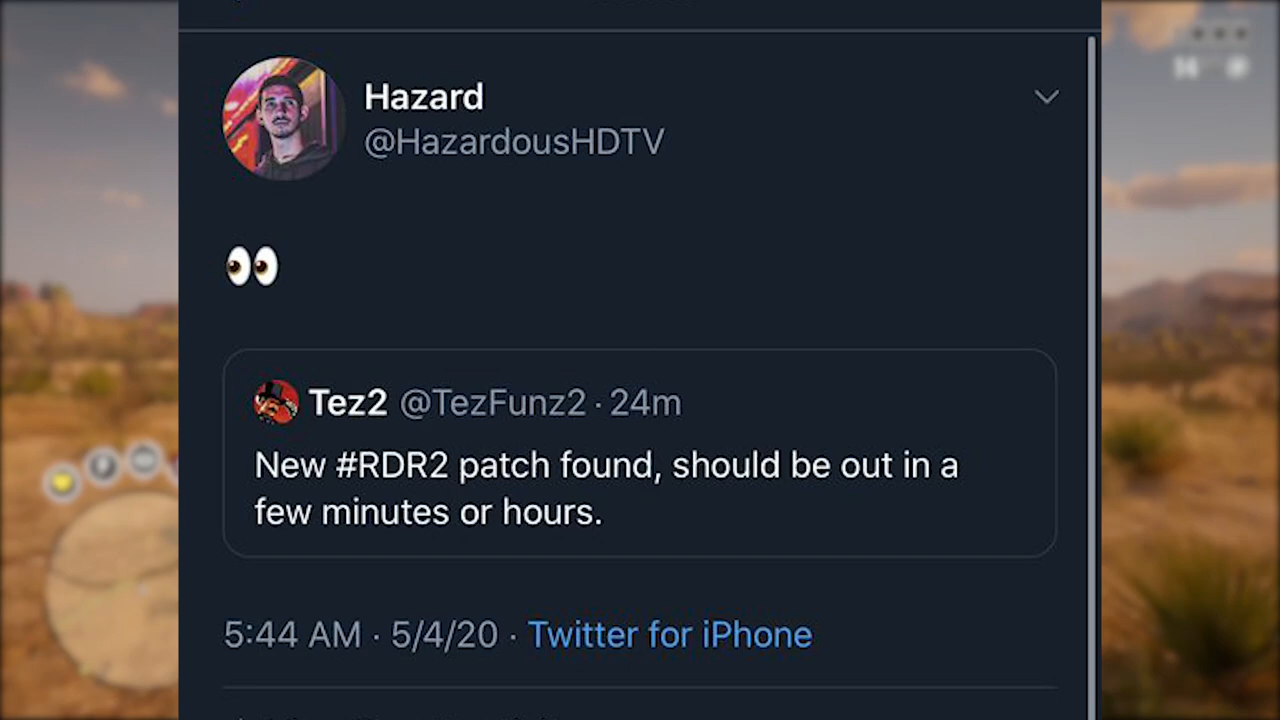 Hazard
@HazardousHDTV
👀
Tez2 @TezFunz2 · 24m
New #RDR2 patch found, should be out in a
few minutes or hours.
5:44 AM · 5/4/20 · Twitter for iPhone